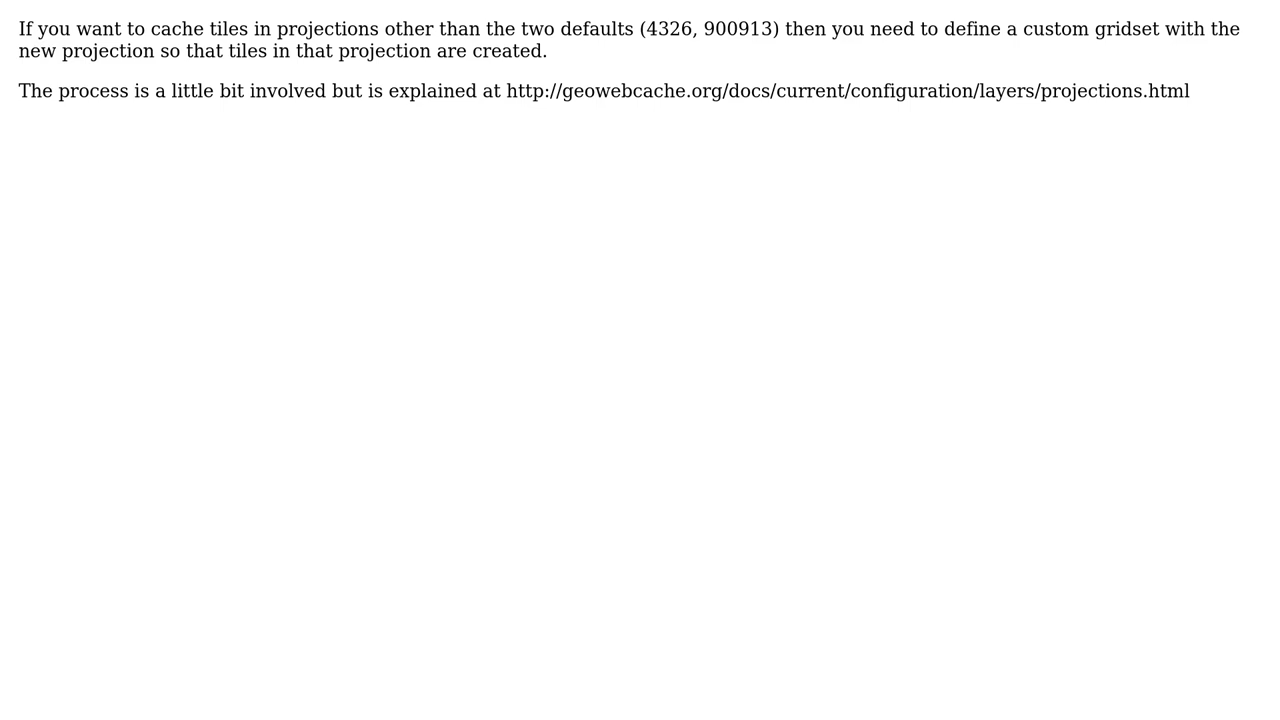 If you want to cache tiles in projections other than the two defaults (4326, 900913) then you need to define a custom gridset with the
new projection so that tiles in that projection are created.
The process is a little bit involved but is explained at http://geowebcache.org/docs/current/configuration/layers/projections.html